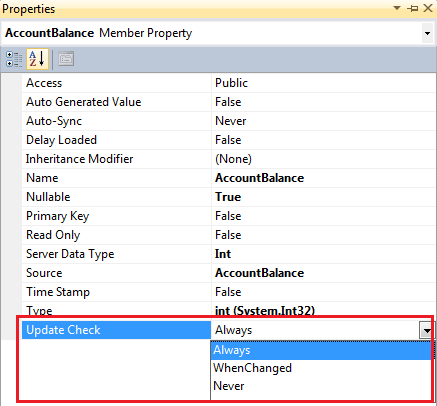 Properties
AccountBalance Member Property
A
Z
Access Public
Auto Generated Value False
Auto-Sync Never
Delay Loaded False
Inheritance Modifier (None)
Name AccountBalance
Nullable True
Primary Key False
Read Only False
Server Data Type Int
Source AccountBalance
Time Stamp False
Type int (System.Int32)
Update Check Always
Always
WhenChanged
Never